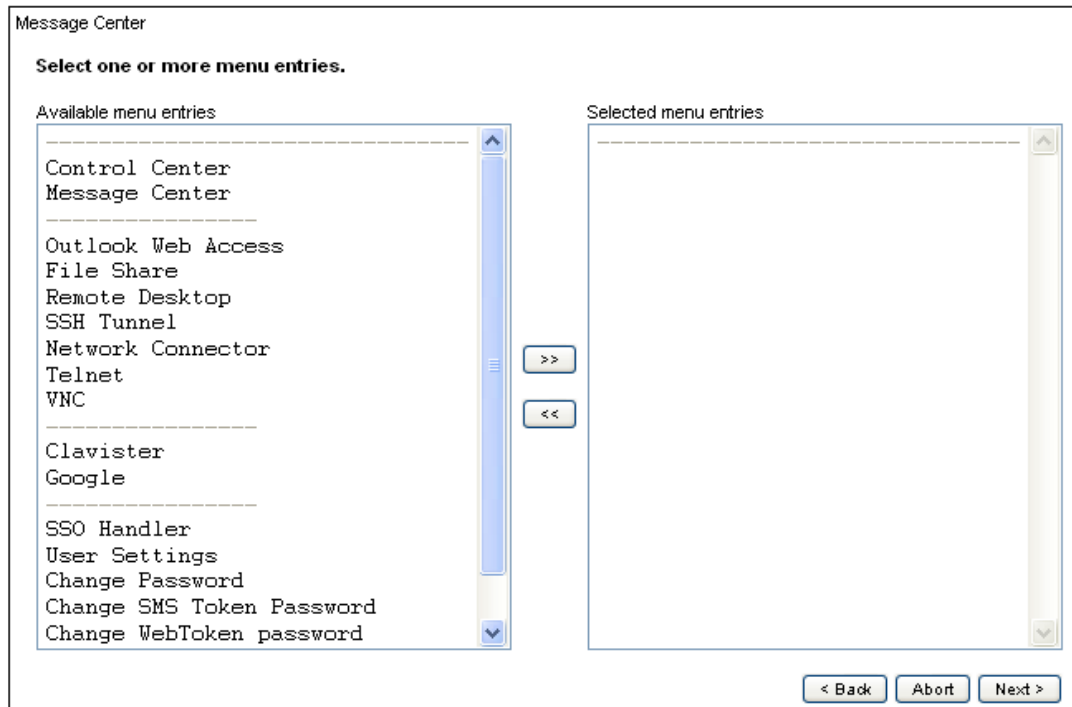 Message Center
Select one or more menu entries.
Available menu entries
Selected menu entries
--------------------------------
Control Center
Message Center
----------------
Outlook Web Access
File Share
Remote Desktop
SSH Tunnel
Network Connector
Telnet
VNC
----------------
Clavister
Google
----------------
SSO Handler
User Settings
Change Password
Change SMS Token Password
Change WebToken password
>>
<<
--------------------------------
< Back
Abort
Next >